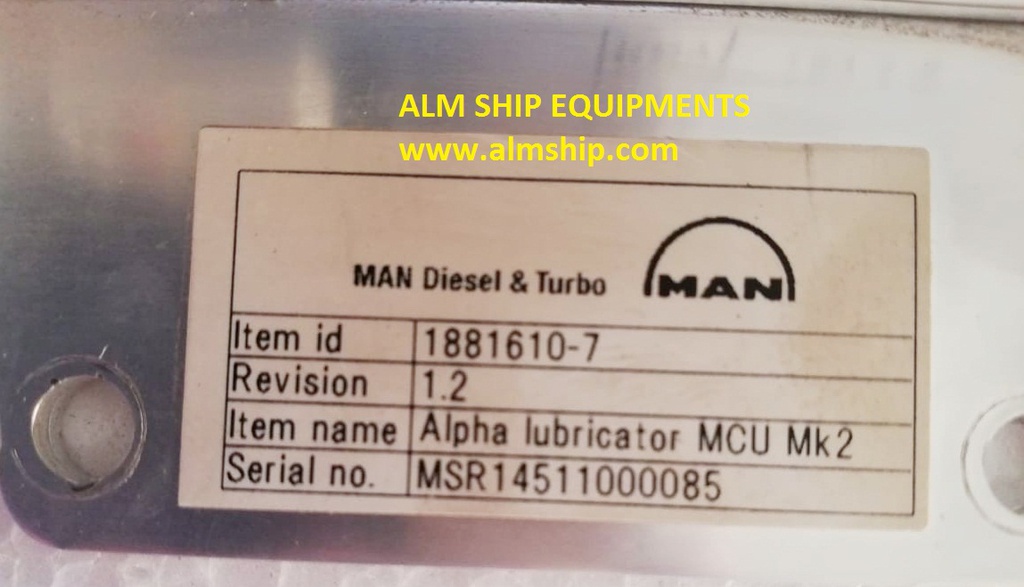 ALM SHIP EQUIPMENTS
www.almship.com
MAN Diesel & Turbo MAN
Item id 1881610-7
Revision 1.2
Item name Alpha lubricator MCU Mk2
Serial no. MSR14511000085